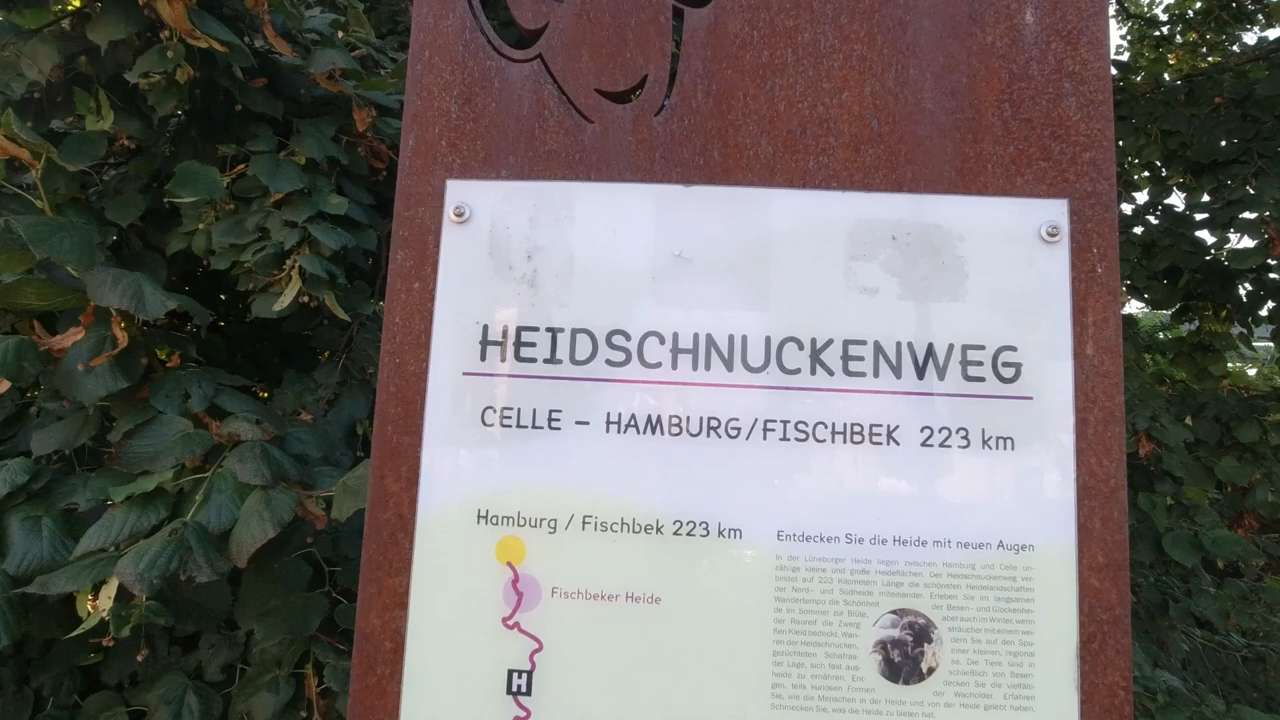 HEIDSCHNUCKENWEG
CELLE – HAMBURG/FISCHBEK 223 km
Hamburg / Fischbek 223 km
Fischbeker Heide
H
Entdecken Sie die Heide mit neuen Augen
In der Lüneburger Heide liegen zwischen Hamburg und Celle un-
zählige kleine und große Heideflächen. Der Heidschnuckenweg ver-
bindet auf 223 Kilometern Länge die schönsten Heidelandschaften
der Nord- und Südheide miteinander. Erleben Sie im langsamen
Wandertempo die Schönheit der Besen- und Glockenhei-
de im Sommer zur Blüte, aber auch im Winter, wenn
der Raureif die Zwerg sträucher mit einem wei-
ßen Kleid bedeckt. Wan- dern Sie auf den Spu-
ren der Heidschnucken, einer kleinen, regional
gezüchteten Schafras- se. Die Tiere sind in
der Lage, sich fast aus- schließlich von Besen-
heide zu ernähren. Ent- decken Sie die vielfälti-
gen, teils kuriosen Formen der Wacholder. Erfahren
Sie, wie die Menschen in der Heide und von der Heide gelebt haben.
Schmecken Sie, was die Heide zu bieten hat.